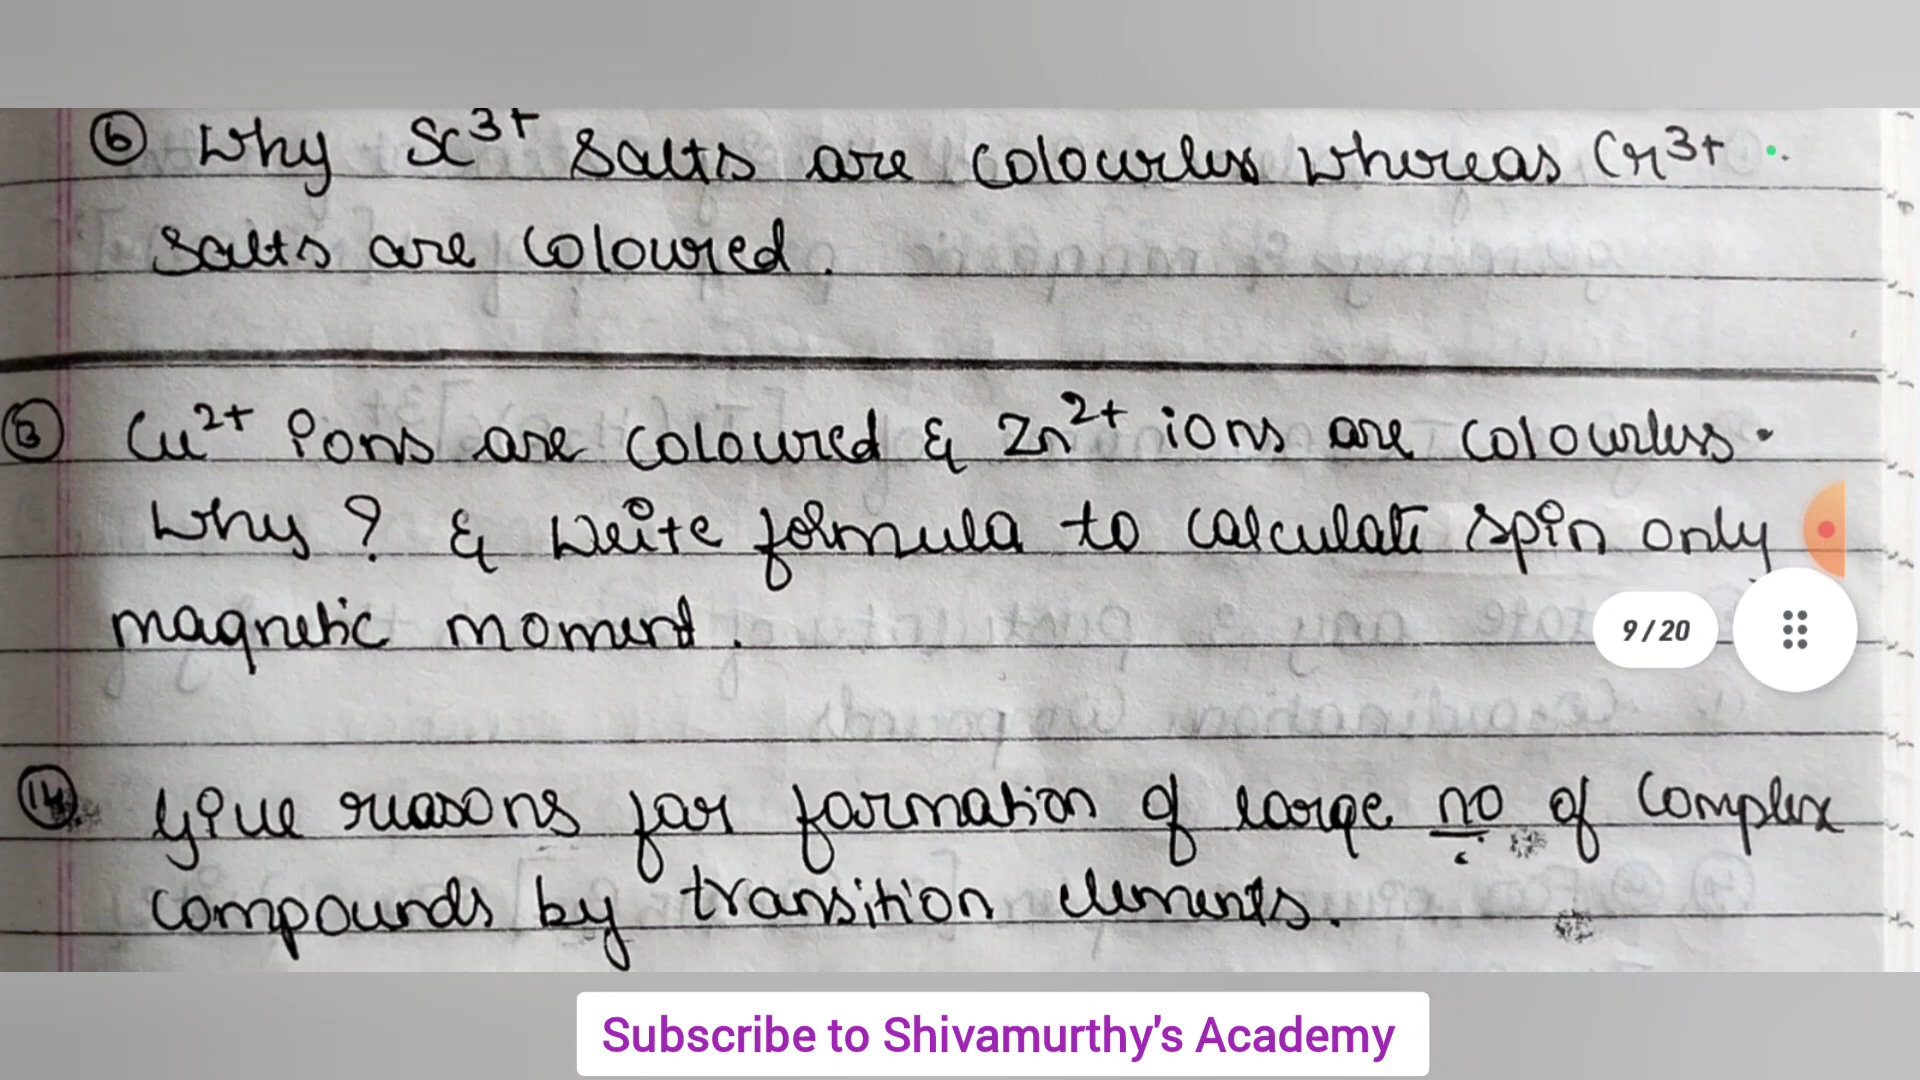 6 Why Sc3+ salts are colourless whereas Cr3+
salts are coloured.
8 Cu2+ ions are coloured & Zn2+ ions are colourless.
Why ? & Write formula to calculate spin only
magnetic moment.
9/20
14 Give reasons for formation of large no of complex
compounds by transition elements.
Subscribe to Shivamurthy's Academy